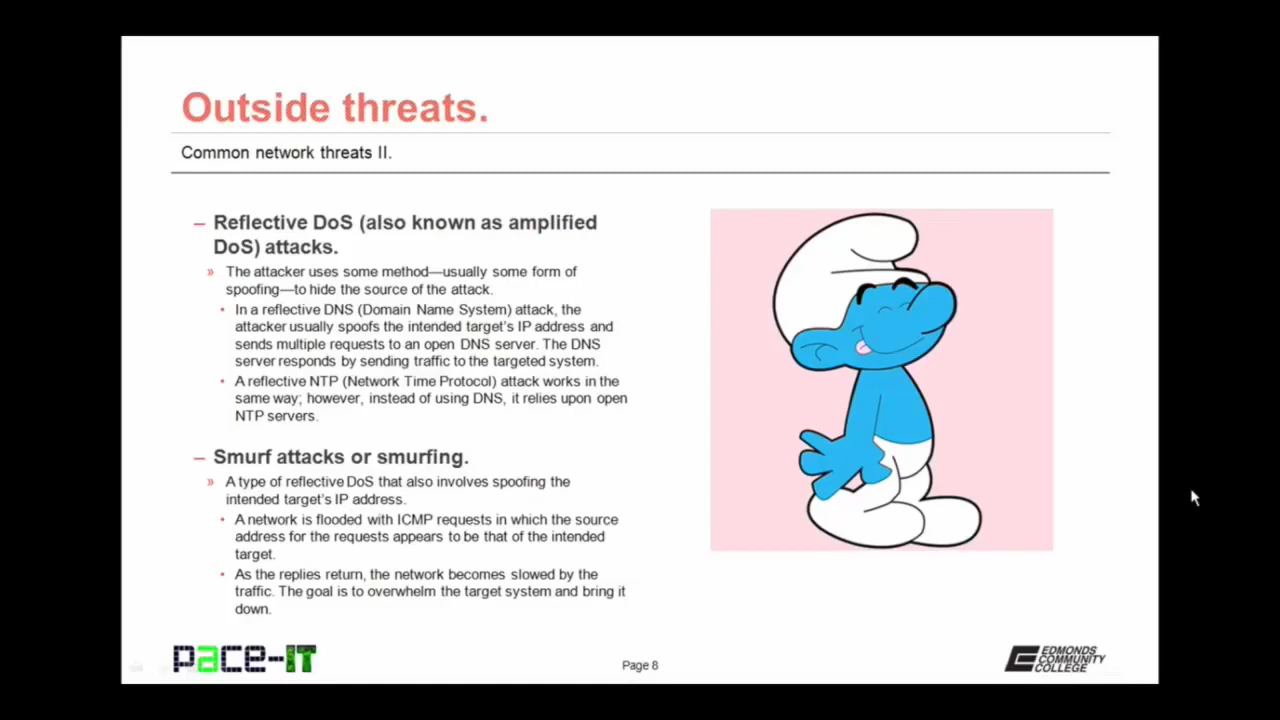 Outside threats.
Common network threats II.
– Reflective DoS (also known as amplified
DoS) attacks.
» The attacker uses some method—usually some form of
spoofing—to hide the source of the attack.
• In a reflective DNS (Domain Name System) attack, the
attacker usually spoofs the intended target's IP address and
sends multiple requests to an open DNS server. The DNS
server responds by sending traffic to the targeted system.
• A reflective NTP (Network Time Protocol) attack works in the
same way; however, instead of using DNS, it relies upon open
NTP servers.
– Smurf attacks or smurfing.
» A type of reflective DoS that also involves spoofing the
intended target's IP address.
• A network is flooded with ICMP requests in which the source
address for the requests appears to be that of the intended
target.
• As the replies return, the network becomes slowed by the
traffic. The goal is to overwhelm the target system and bring it
down.
pace-IT
Page 8
EDMONDS
COMMUNITY
COLLEGE